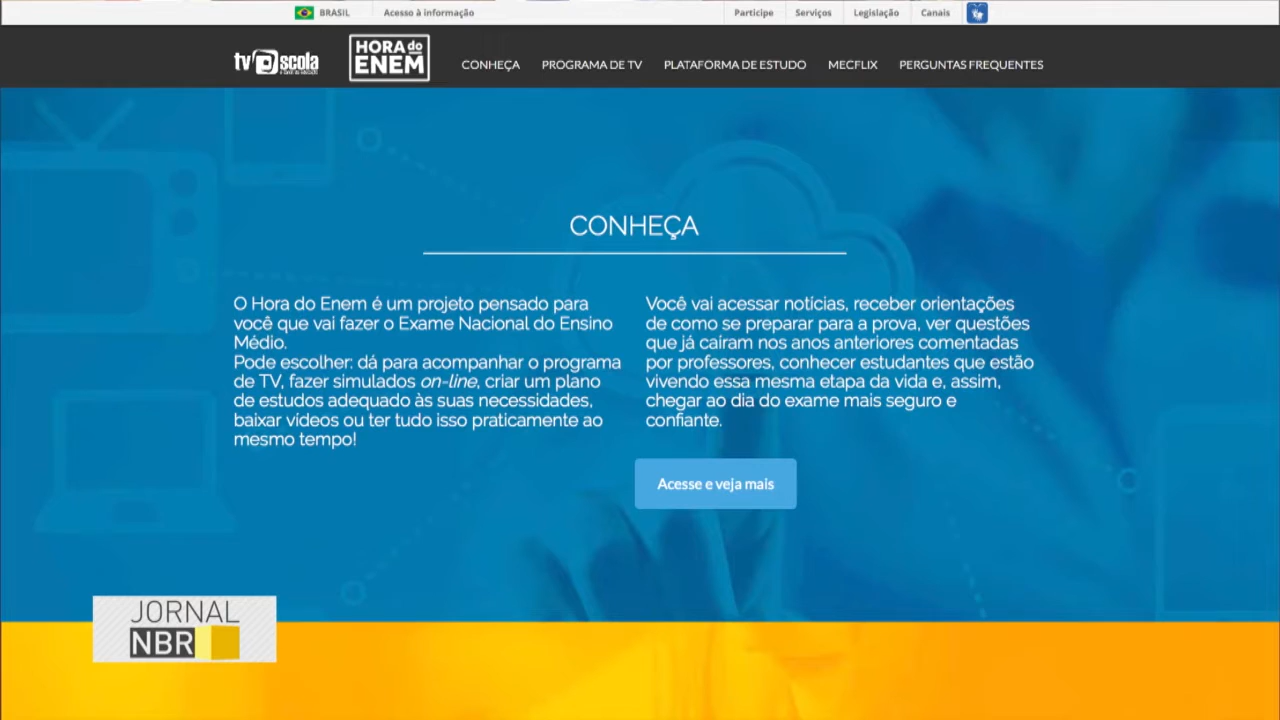 BRASIL
Acesso à informação
Participe
Serviços
Legislação
Canais
tv escola
HORA do
ENEM
CONHEÇA
PROGRAMA DE TV
PLATAFORMA DE ESTUDO
MECFLIX
PERGUNTAS FREQUENTES
CONHEÇA
O Hora do Enem é um projeto pensado para
você que vai fazer o Exame Nacional do Ensino
Médio.
Pode escolher: dá para acompanhar o programa
de TV, fazer simulados on-line, criar um plano
de estudos adequado às suas necessidades,
baixar vídeos ou ter tudo isso praticamente ao
mesmo tempo!
Você vai acessar notícias, receber orientações
de como se preparar para a prova, ver questões
que já caíram nos anos anteriores comentadas
por professores, conhecer estudantes que estão
vivendo essa mesma etapa da vida e, assim,
chegar ao dia do exame mais seguro e
confiante.
Acesse e veja mais
JORNAL
NBR